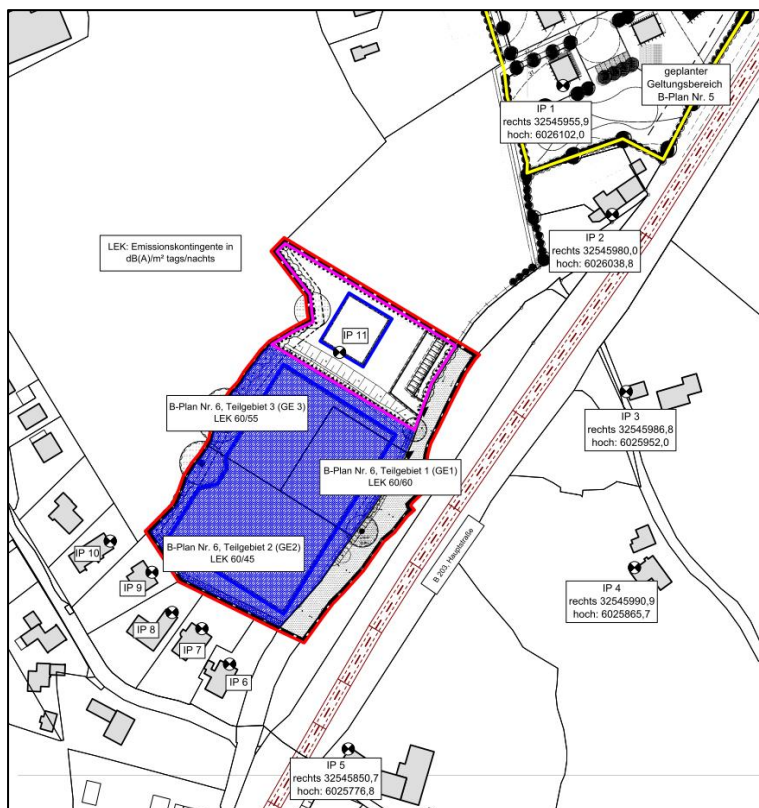 geplanter
Geltungsbereich
B-Plan Nr. 5
IP 1
rechts 32545955,9
hoch: 6026102,0
IP 2
rechts 32545980,0
hoch: 6026038,8
LEK: Emissionskontingente in
dB(A)/m² tags/nachts
IP 11
B-Plan Nr. 6, Teilgebiet 3 (GE 3)
LEK 60/55
IP 3
rechts 32545986,8
hoch: 6025952,0
B-Plan Nr. 6, Teilgebiet 1 (GE1)
LEK 60/60
B 203, Hauptstraße
B-Plan Nr. 6, Teilgebiet 2 (GE2)
LEK 60/45
IP 10
IP 9
IP 4
rechts 32545990,9
hoch: 6025865,7
IP 8
IP 7
IP 6
IP 5
rechts 32545850,7
hoch: 6025776,8